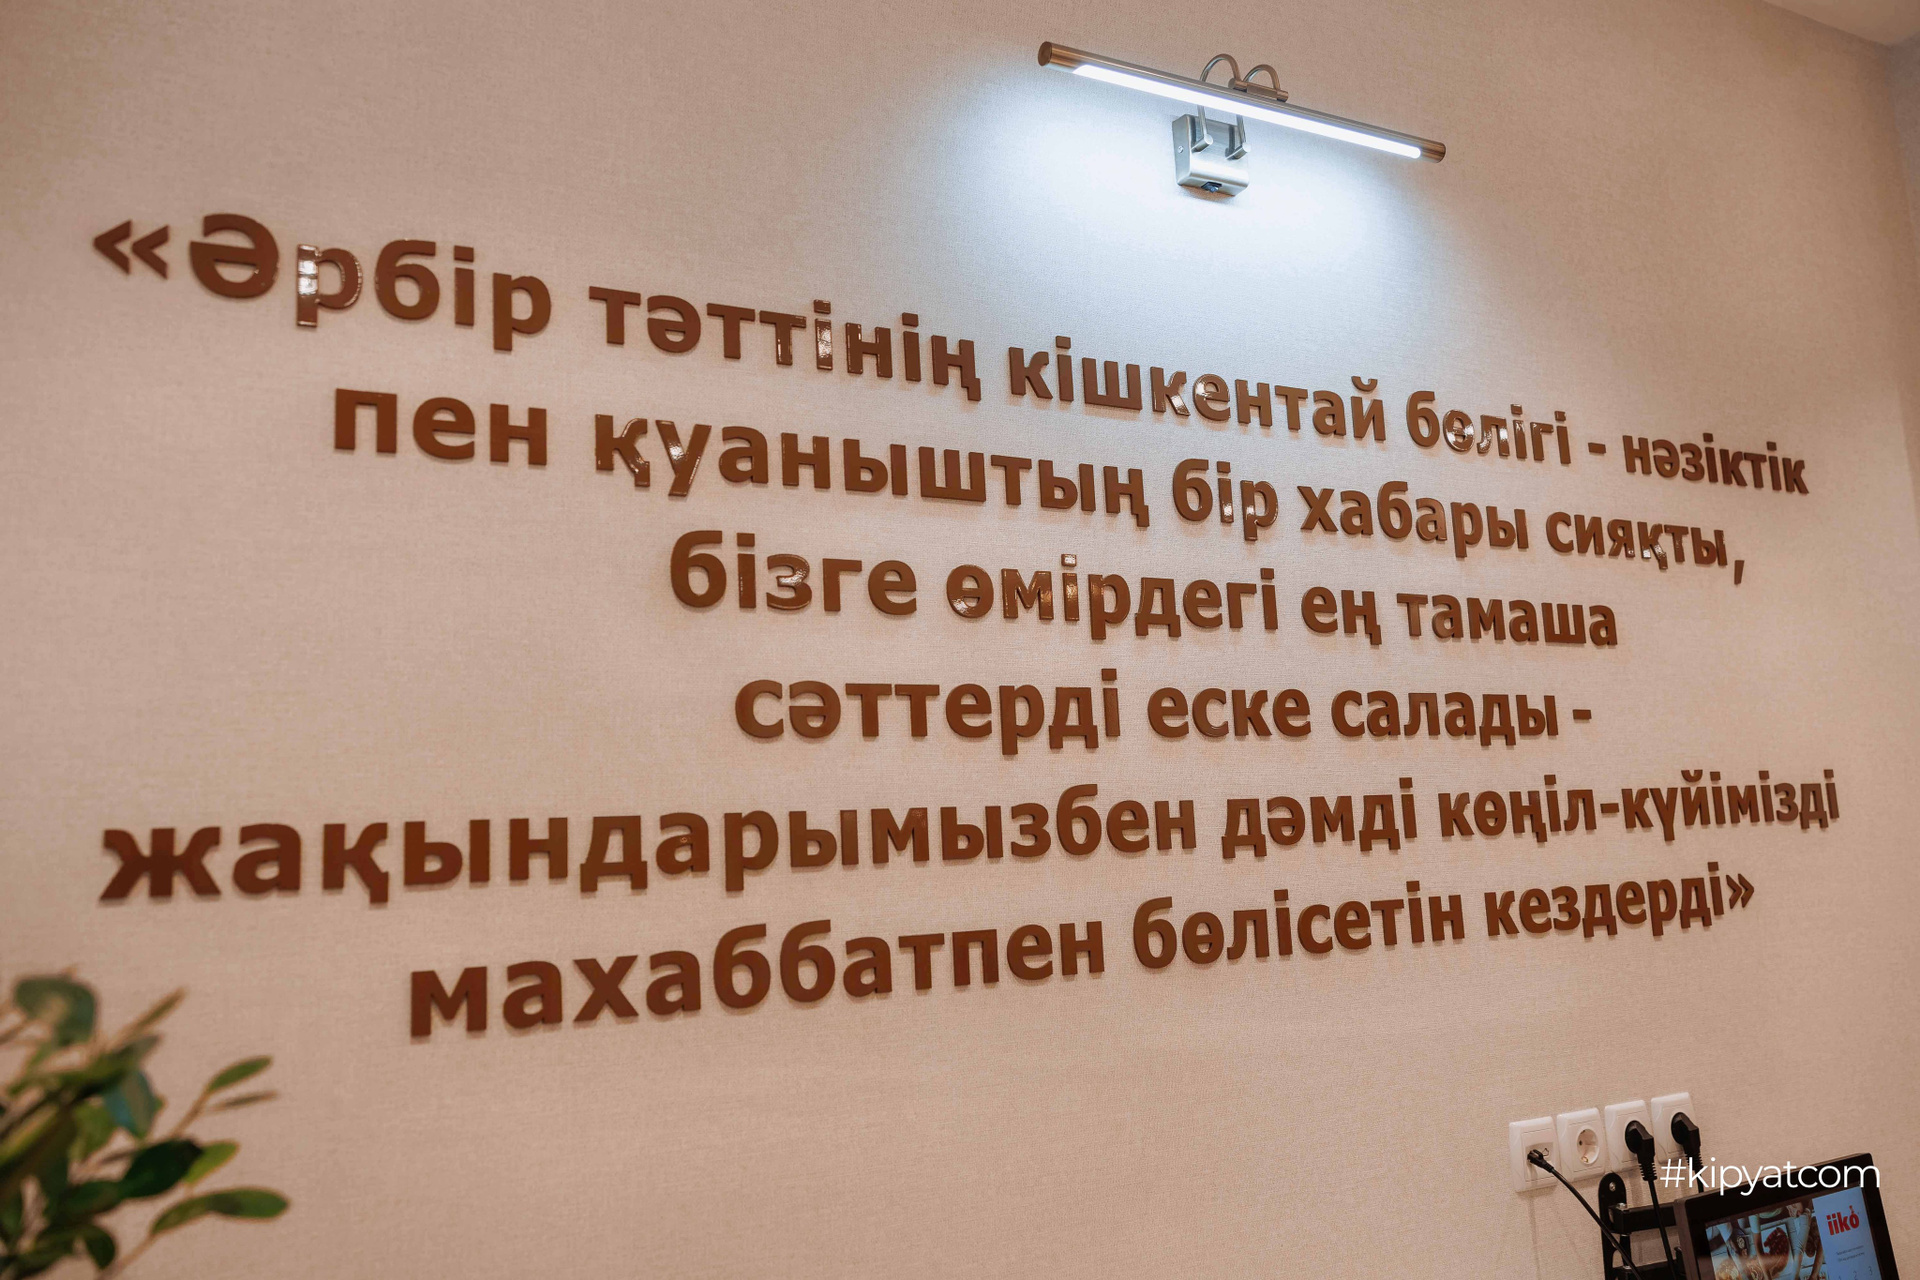 «Әрбір тәттінің кішкентай бөлігі - нәзіктік
пен қуаныштың бір хабары сияқты,
бізге өмірдегі ең тамаша
сәттерді еске салады -
жақындарымызбен дәмді көңіл-күйімізді
махаббатпен бөлісетін кездерді»
#kipyatcom
iiko